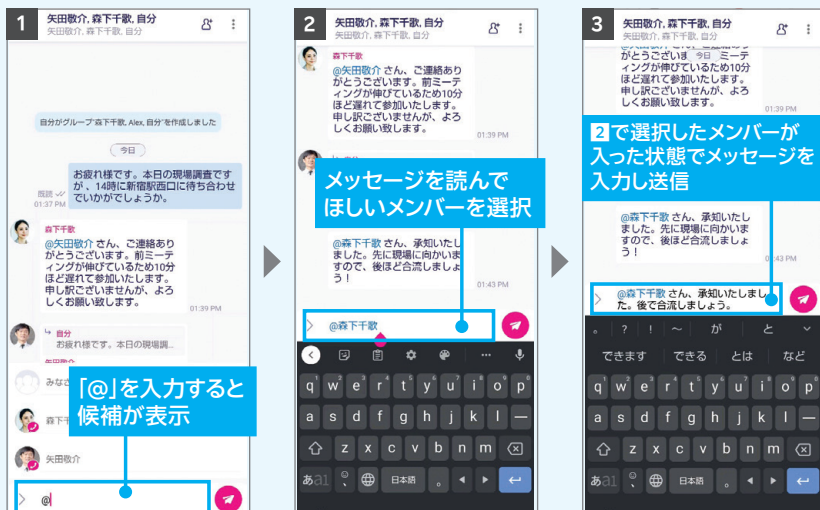 1
矢田敬介, 森下千歌, 自分
矢田敬介, 森下千歌, 自分
自分がグループ"森下千歌, Alex, 自分"を作成しました
今日
お疲れ様です。本日の現場調査です
が 、14時に新宿駅西口に待ち合わせ
でいかがでしょうか。
既読
01:37 PM
森下千歌
@矢田敬介 さん、ご連絡あり
がとうございます。前ミーテ
ィングが伸びているため10分
ほど遅れて参加いたします。
申し訳ございませんが、よろ
しくお願い致します。
01:39 PM
自分
お疲れ様です。本日の現場調...
「@」を入力すると
候補が表示
矢田敬介
@
2
矢田敬介, 森下千歌, 自分
矢田敬介, 森下千歌, 自分
森下千歌
@矢田敬介 さん、ご連絡あり
がとうございます。前ミーテ
ィングが伸びているため10分
ほど遅れて参加いたします。
申し訳ございませんが、よろ
しくお願い致します。
01:39 PM
メッセージを読んで
ほしいメンバーを選択
@森下千歌 さん、承知いたし
ました。先に現場に向かいま
すので、後ほど合流しましょ
う！
01:43 PM
@森下千歌
q w e r t y u i o p
a s d f g h j k l ー
z x c v b n m
あa1 日本語 。
3
矢田敬介, 森下千歌, 自分
矢田敬介, 森下千歌, 自分
今日
がとうございま ミーテ
ィングが伸びているため10分
ほど遅れて参加いたします。
申し訳ございませんが、よろ
しくお願い致します。
01:39 PM
2で選択したメンバーが
入った状態でメッセージを
入力し送信
@森下千歌 さん、承知いたし
ました。先に現場に向かいま
すので、後ほど合流しましょ
う！
:43 PM
@森下千歌 さん、承知いたしまし
た。後で合流しましょう。
。 ? ! 〜 が と
できます できる とは など
q w e r t y u i o p
a s d f g h j k l ー
z x c v b n m
あa1 日本語 。